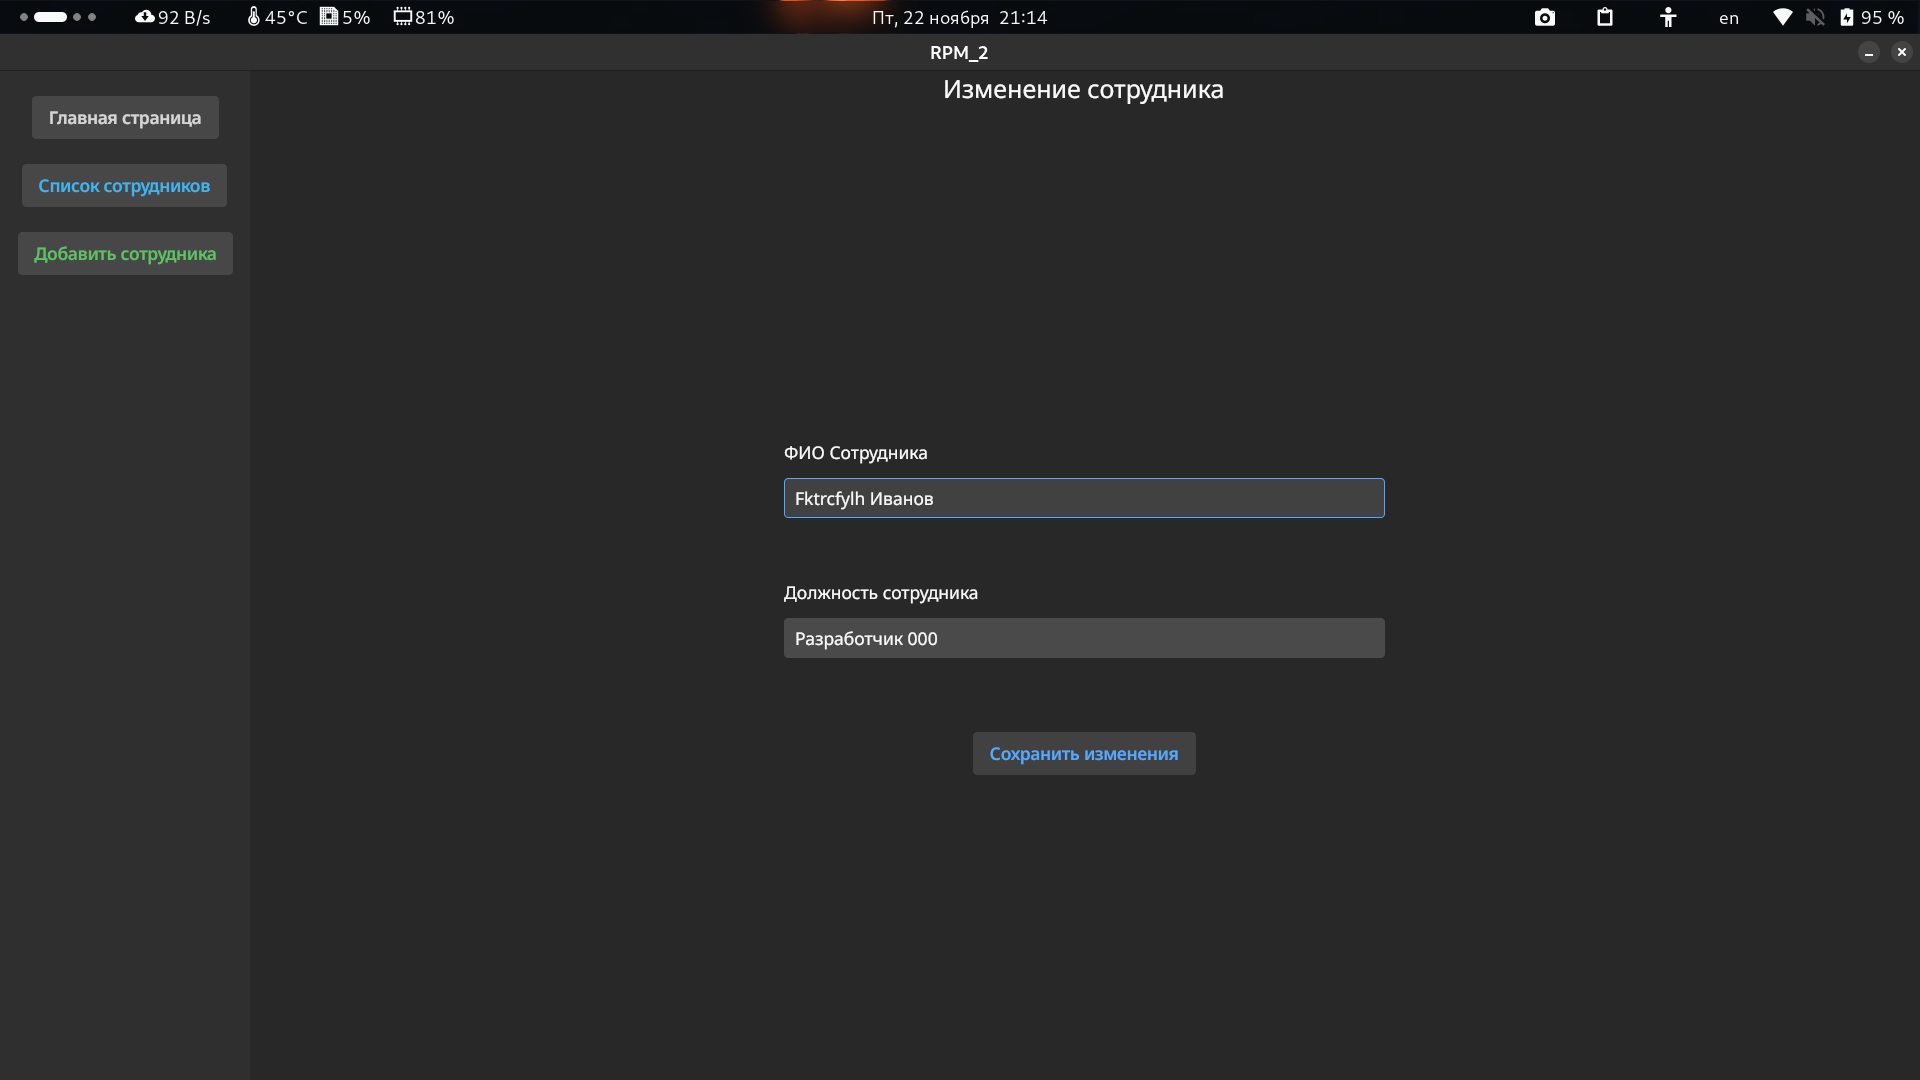 92 B/s 45°C 5% 81% Пт, 22 ноября 21:14 en 95 %
RPM_2
Изменение сотрудника
Главная страница
Список сотрудников
Добавить сотрудника
ФИО Сотрудника
Fktrcfylh Иванов
Должность сотрудника
Разработчик 000
Сохранить изменения